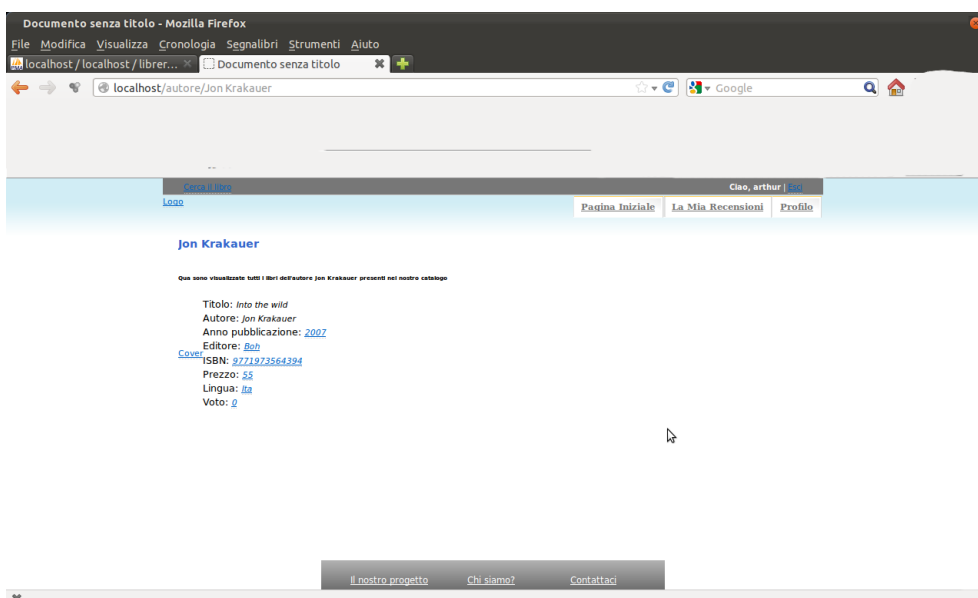 Documento senza titolo - Mozilla Firefox
File Modifica Visualizza Cronologia Segnalibri Strumenti Aiuto
localhost / localhost / librer... Documento senza titolo
localhost/autore/Jon Krakauer Google
Cerca il libro Ciao, arthur | Esci
Logo Pagina Iniziale La Mia Recensioni Profilo
Jon Krakauer
Qua sono visualizzate tutti i libri dell'autore Jon Krakauer presenti nel nostro catalogo
Titolo: Into the wild
Autore: Jon Krakauer
Anno pubblicazione: 2007
Editore: Boh
Cover
ISBN: 9771973564394
Prezzo: 55
Lingua: Ita
Voto: 0
Il nostro progetto Chi siamo? Contattaci